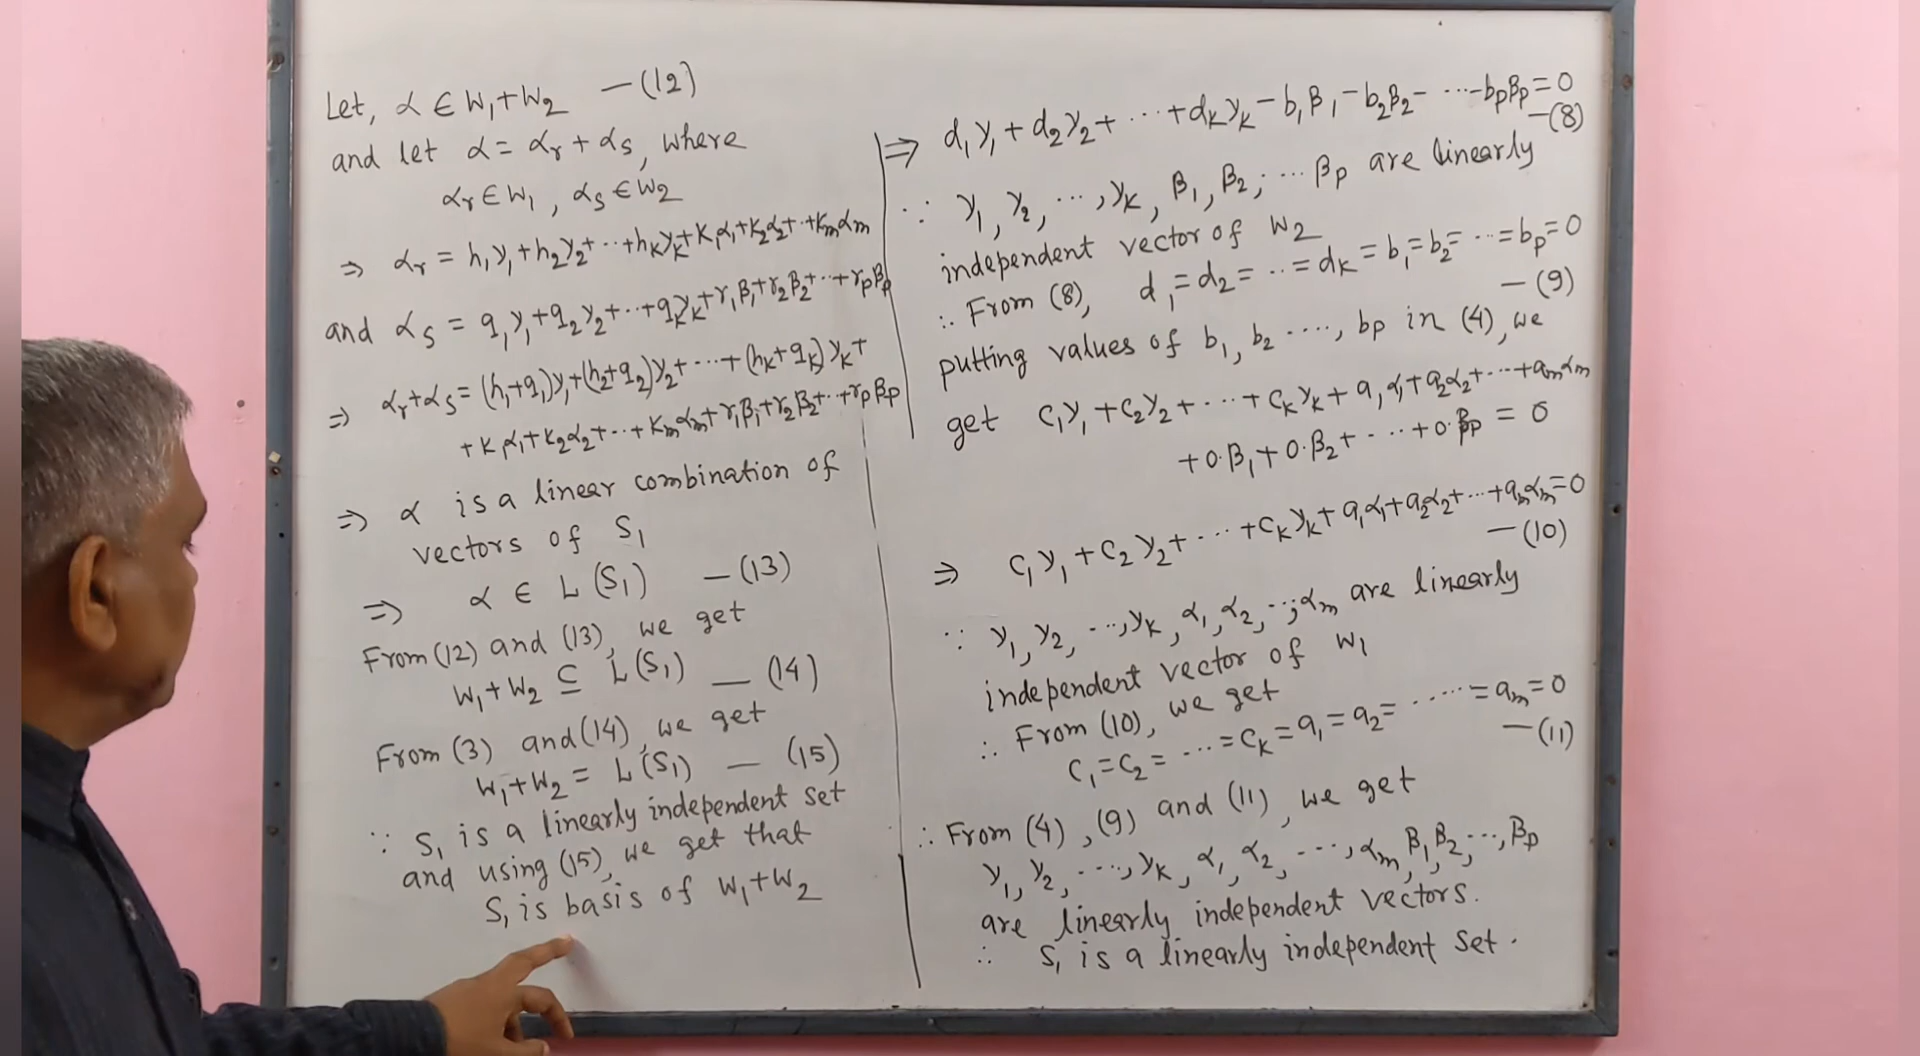 Let, α ∈ W₁+W₂ —(12)
and let α = αᵣ + αₛ, where
αᵣ ∈ W₁, αₛ ∈ W₂
⇒ αᵣ = h₁γ₁+h₂γ₂+···+hₖγₖ+k₁α₁+k₂α₂+··+kₘαₘ
and αₛ = q₁γ₁+q₂γ₂+···+qₖγₖ+r₁β₁+r₂β₂+···+rₚβₚ
⇒ αᵣ+αₛ = (h₁+q₁)γ₁+(h₂+q₂)γ₂+···+(hₖ+qₖ)γₖ+
+k₁α₁+k₂α₂+··+kₘαₘ+r₁β₁+r₂β₂+··+rₚβₚ
⇒ α is a linear combination of
vectors of S₁
⇒ α ∈ L(S₁) —(13)
From (12) and (13), we get
W₁+W₂ ⊆ L(S₁) —(14)
From (3) and (14), we get
W₁+W₂ = L(S₁) —(15)
∵ S₁ is a linearly independent set
and using (15), we get that
S₁ is basis of W₁+W₂
⇒ d₁γ₁+d₂γ₂+···+dₖγₖ-b₁β₁-b₂β₂-···-bₚβₚ=0
—(8)
∵ γ₁, γ₂, ···, γₖ, β₁, β₂, ··· βₚ are linearly
independent vector of W₂
∴ From (8), d₁=d₂=··=dₖ=b₁=b₂=···=bₚ=0
—(9)
putting values of b₁, b₂ ····, bₚ in (4), we
get c₁γ₁+c₂γ₂+···+cₖγₖ+a₁α₁+a₂α₂+···+aₘαₘ
+0·β₁+0·β₂+···+0·βₚ = 0
⇒ c₁γ₁+c₂γ₂+···+cₖγₖ+a₁α₁+a₂α₂+···+aₘαₘ=0
—(10)
∵ γ₁, γ₂, ···, γₖ, α₁, α₂, ···, αₘ are linearly
independent vector of W₁
∴ From (10), we get
c₁=c₂=···=cₖ=a₁=a₂=·····=aₘ=0
—(11)
∴ From (4), (9) and (11), we get
γ₁, γ₂, ···, γₖ, α₁, α₂, ···, αₘ, β₁, β₂, ···, βₚ
are linearly independent vectors.
∴ S₁ is a linearly independent set.